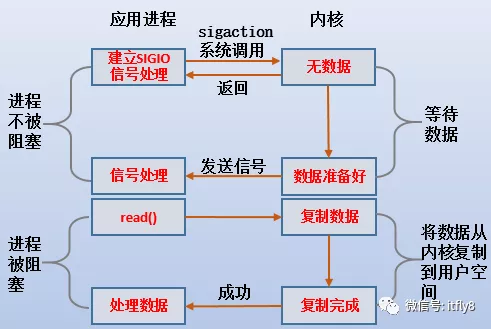 应用进程
内核
建立SIGIO
信号处理
sigaction
系统调用
返回
无数据
进程
不被
阻塞
等待
数据
信号处理
发送信号
数据准备好
read()
复制数据
进程
被阻
塞
将数据从
内核复制
到用户空
间
处理数据
成功
复制完成
微信号: itfly8